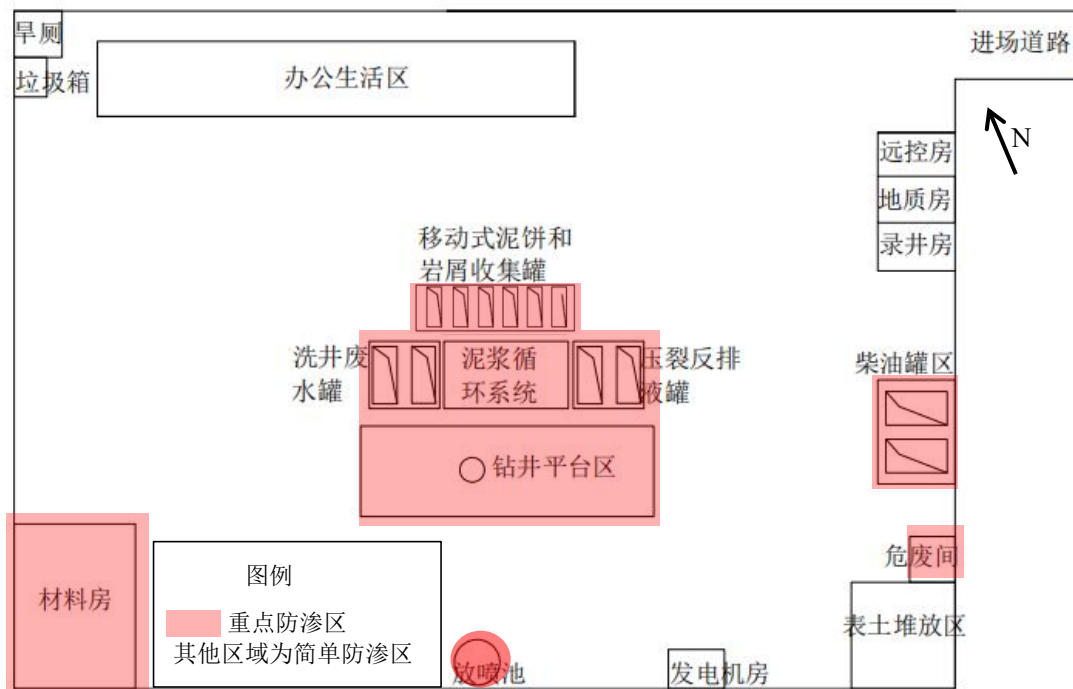 旱厕
进场道路
垃圾箱
办公生活区
N
远控房
地质房
录井房
移动式泥饼和
岩屑收集罐
洗井废
水罐
泥浆循
环系统
压裂反排
液罐
柴油罐区
钻井平台区
危废间
图例
材料房
重点防渗区
其他区域为简单防渗区
表土堆放区
放喷池
发电机房